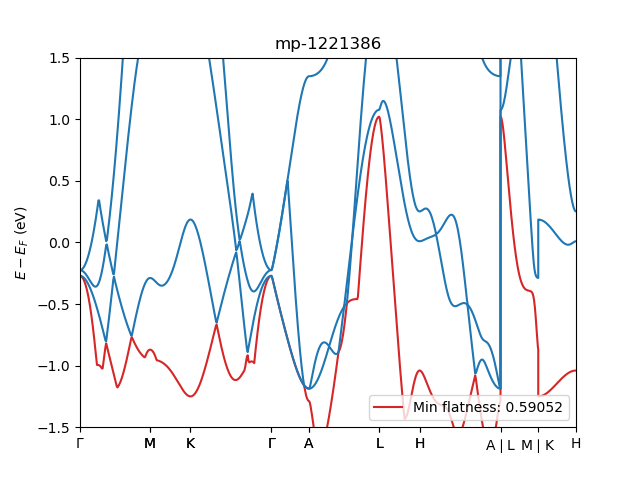 mp-1221386
1.5
1.0
0.5
0.0
−0.5
−1.0
−1.5
E − E_F (eV)
Min flatness: 0.59052
Γ M K Γ A L H A | L M | K H